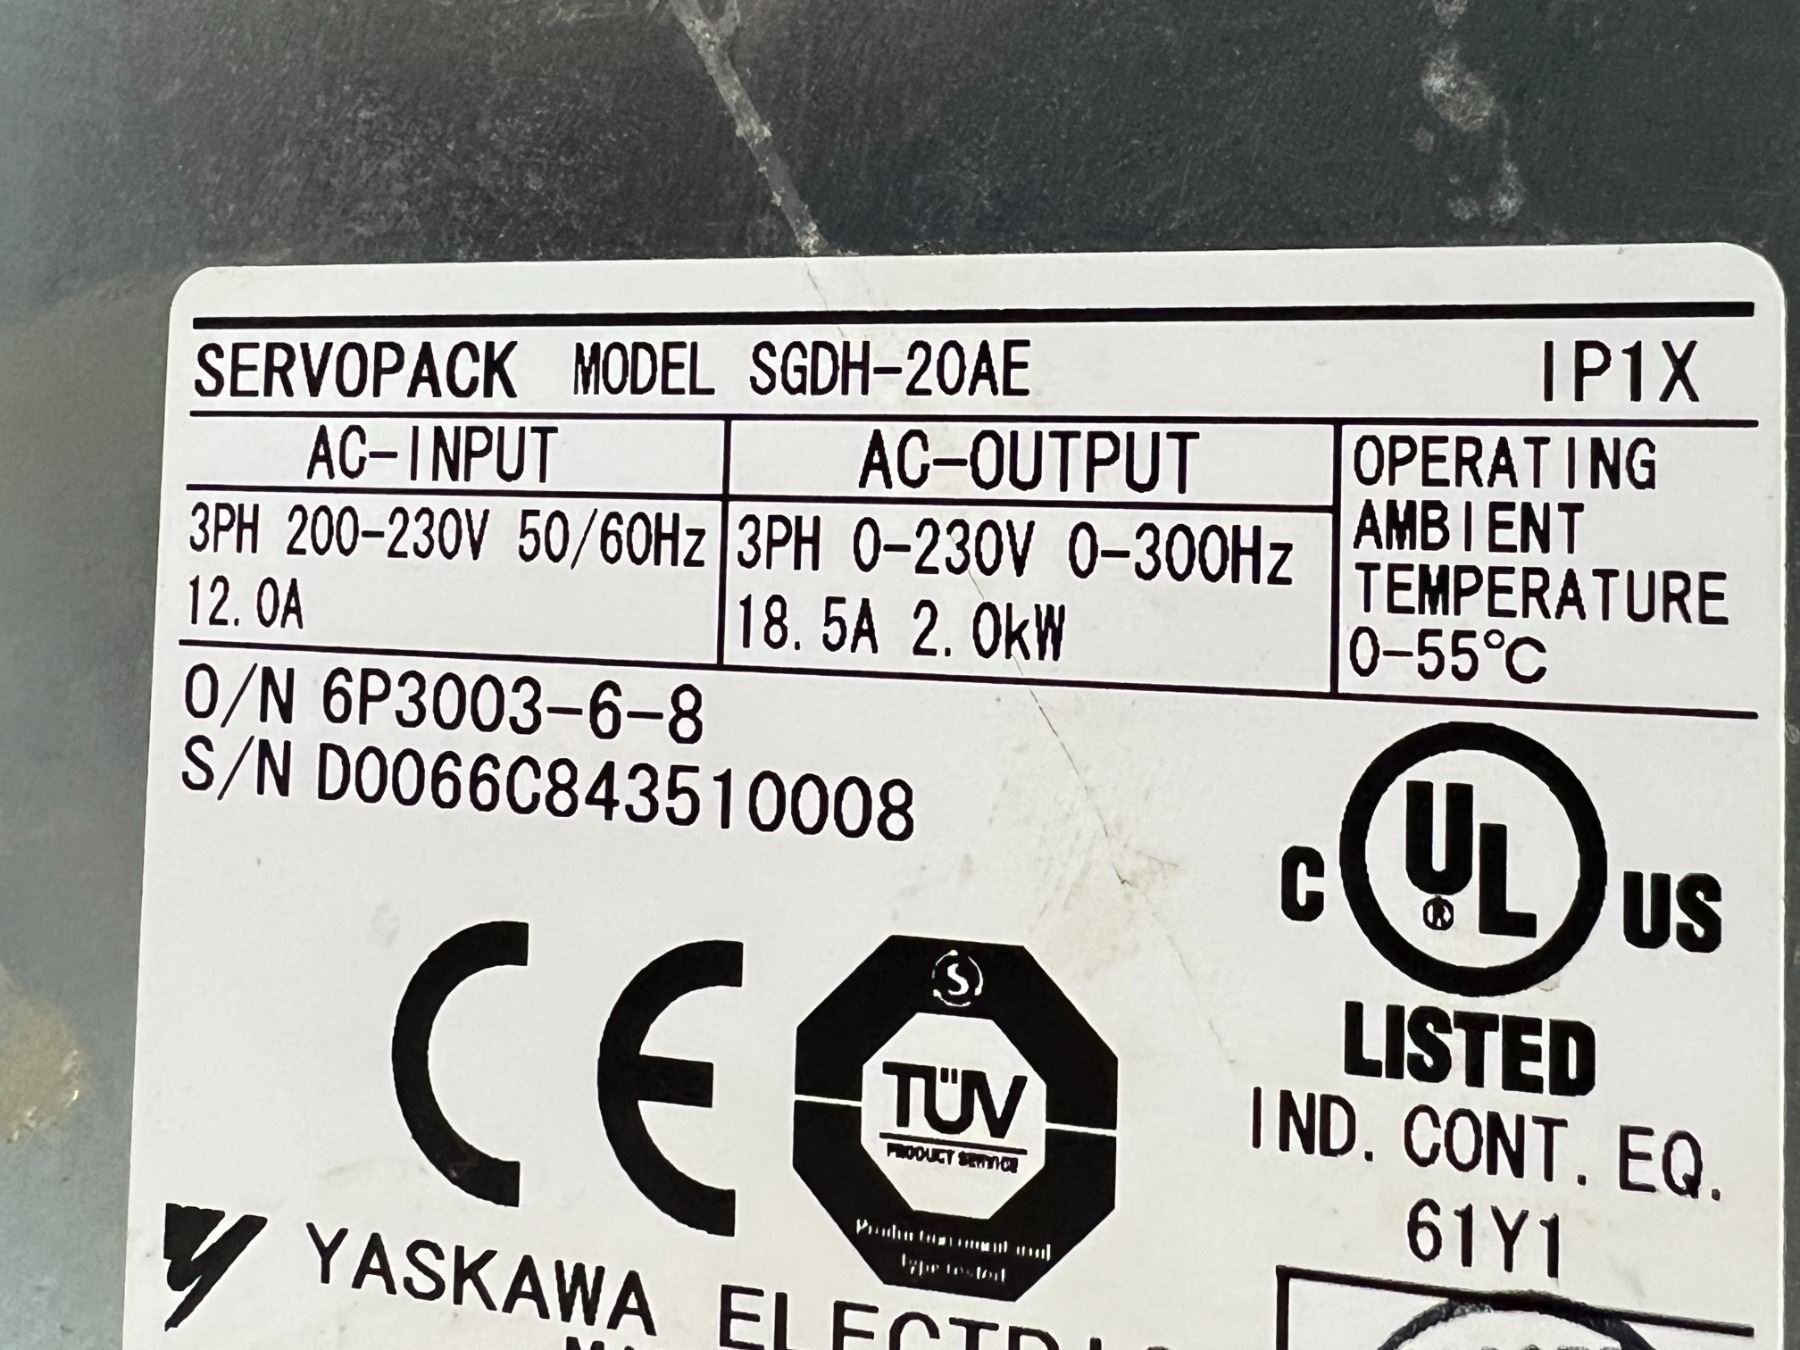 SERVOPACK MODEL SGDH-20AE IP1X
AC-INPUT AC-OUTPUT OPERATING
AMBIENT
TEMPERATURE
0-55°C
3PH 200-230V 50/60Hz
12.0A
3PH 0-230V 0-300Hz
18.5A 2.0kW
O/N 6P3003-6-8
S/N D0066C843510008
C UL ® US
LISTED
IND. CONT. EQ.
61Y1
CE
S
TÜV
PRODUCT SERVICE
type tested
YASKAWA